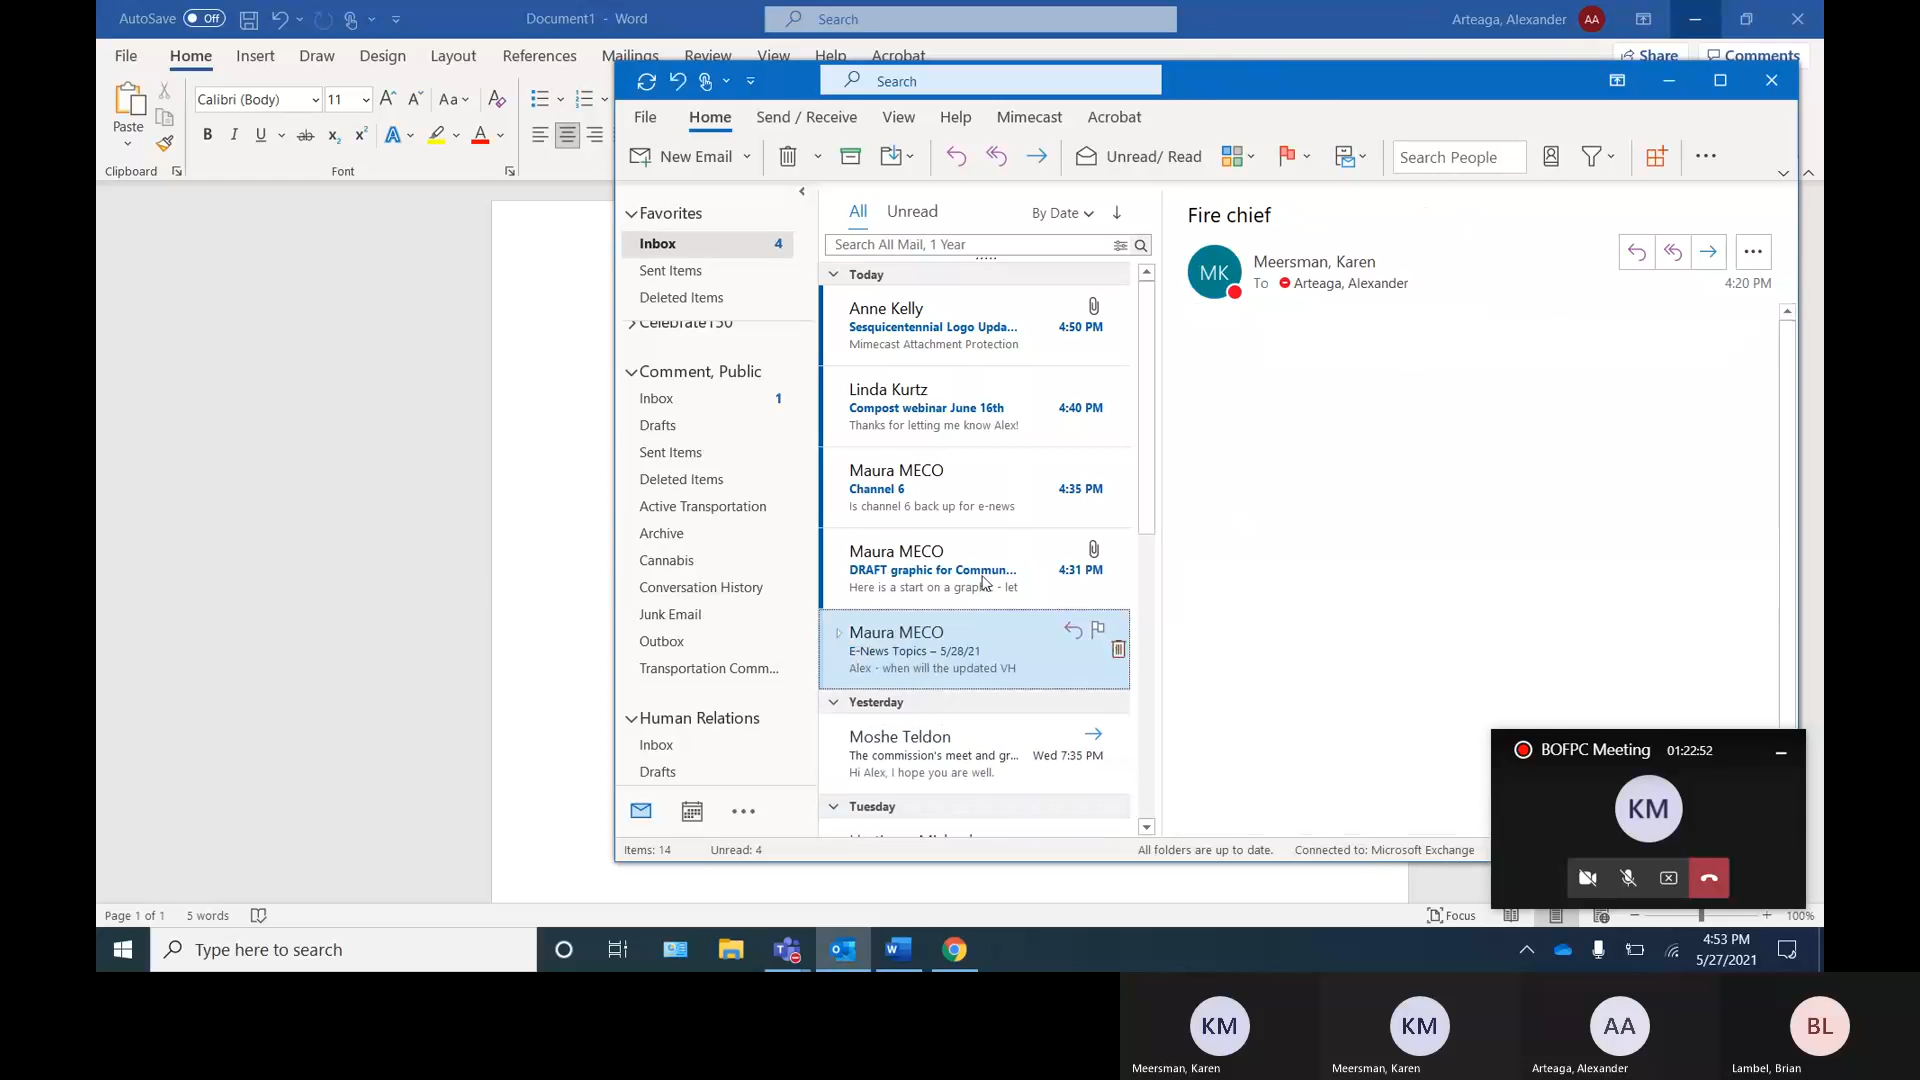 AutoSave Off Document1 - Word Search Arteaga, Alexander AA
File Home Insert Draw Design Layout References Mailings Review View Help Acrobat Share Comments
Search
Paste Calibri (Body) 11 Aa
File Home Send / Receive View Help Mimecast Acrobat
New Email Unread/ Read Search People
Clipboard Font
Favorites
Inbox 4
Sent Items
Deleted Items
Celebrate150
Comment, Public
Inbox 1
Drafts
Sent Items
Deleted Items
Active Transportation
Archive
Cannabis
Conversation History
Junk Email
Outbox
Transportation Comm...
Human Relations
Inbox
Drafts
All Unread By Date
Search All Mail, 1 Year
Today
Anne Kelly
Sesquicentennial Logo Upda... 4:50 PM
Mimecast Attachment Protection
Linda Kurtz
Compost webinar June 16th 4:40 PM
Thanks for letting me know Alex!
Maura MECO
Channel 6 4:35 PM
Is channel 6 back up for e-news
Maura MECO
DRAFT graphic for Commun... 4:31 PM
Here is a start on a graphic - let
Maura MECO
E-News Topics – 5/28/21
Alex - when will the updated VH
Yesterday
Moshe Teldon
The commission's meet and gr... Wed 7:35 PM
Hi Alex, I hope you are well.
Tuesday
Fire chief
MK Meersman, Karen
To Arteaga, Alexander 4:20 PM
BOFPC Meeting 01:22:52
KM
Items: 14 Unread: 4 All folders are up to date. Connected to: Microsoft Exchange
Page 1 of 1 5 words Focus 100%
Type here to search 4:53 PM
5/27/2021
KM KM AA BL
Meersman, Karen Meersman, Karen Arteaga, Alexander Lambel, Brian